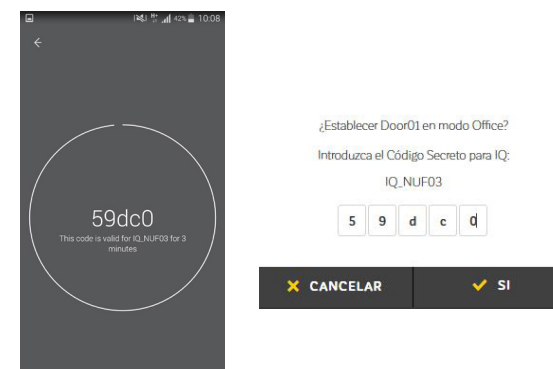 42% 10:08
59dc0
This code is valid for IQ_NUF03 for 3
minutes
¿Establecer Door01 en modo Office?
Introduzca el Código Secreto para IQ:
IQ_NUF03
5 9 d c 0
CANCELAR SI